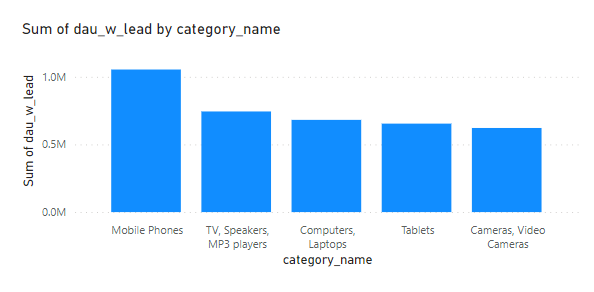 Sum of dau_w_lead by category_name
Sum of dau_w_lead
1.0M
0.5M
0.0M
Mobile Phones
TV, Speakers,
MP3 players
Computers,
Laptops
Tablets
Cameras, Video
Cameras
category_name